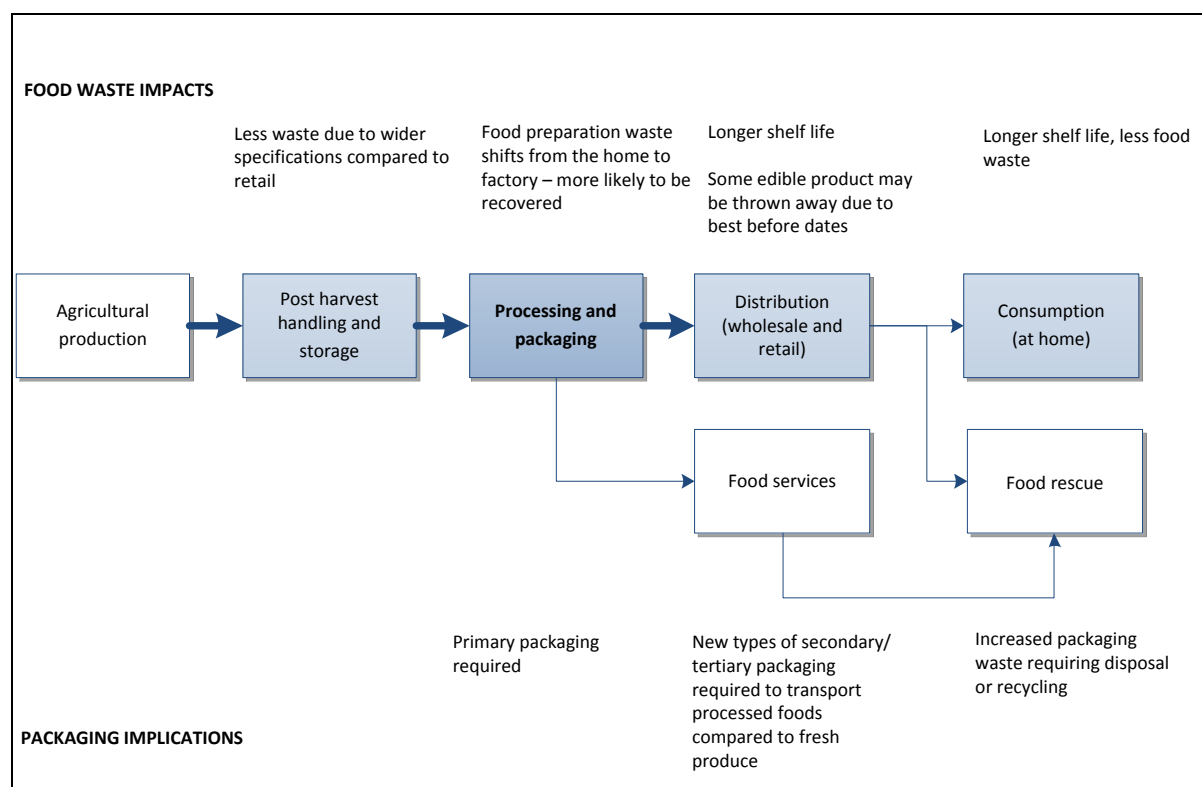 FOOD WASTE IMPACTS
Less waste due to wider
specifications compared to
retail
Food preparation waste
shifts from the home to
factory – more likely to be
recovered
Longer shelf life
Some edible product may
be thrown away due to
best before dates
Longer shelf life, less food
waste
Agricultural
production
Post harvest
handling and
storage
Processing and
packaging
Distribution
(wholesale and
retail)
Consumption
(at home)
Food services
Food rescue
Primary packaging
required
New types of secondary/
tertiary packaging
required to transport
processed foods
compared to fresh
produce
Increased packaging
waste requiring disposal
or recycling
PACKAGING IMPLICATIONS